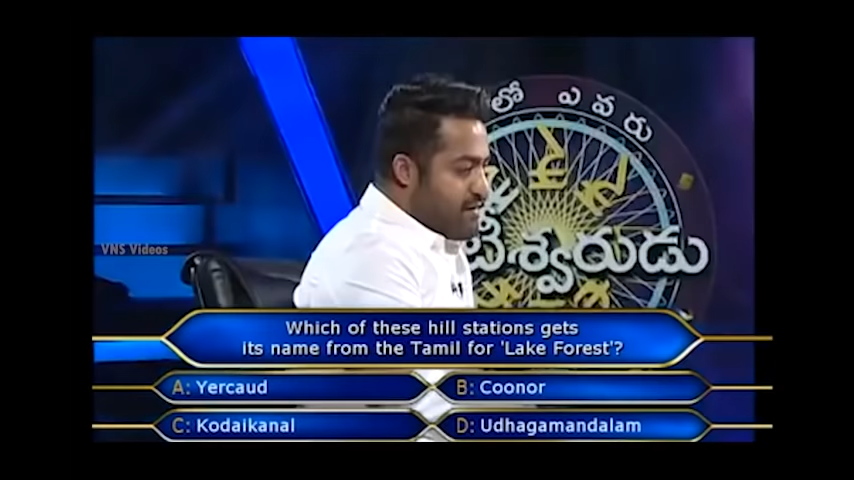 లో ఎవరు
టీశ్వరుడు
VNS Videos
Which of these hill stations gets
its name from the Tamil for 'Lake Forest'?
A: Yercaud
B: Coonor
C: Kodaikanal
D: Udhagamandalam